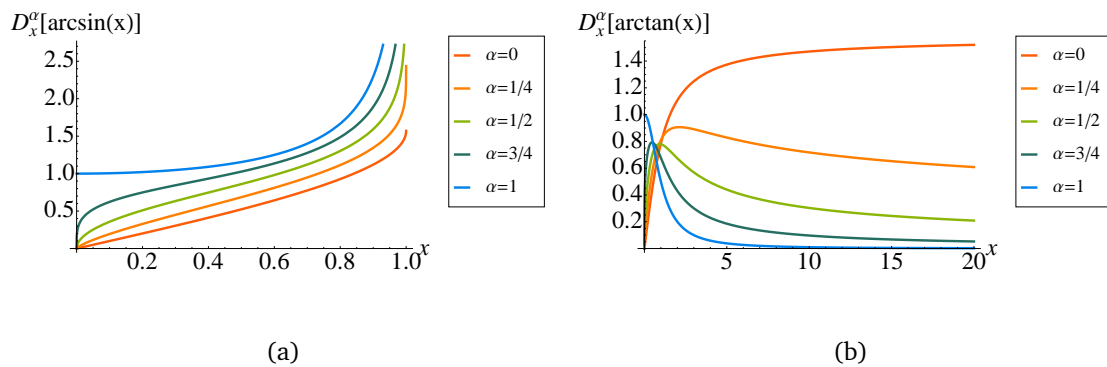 D_x^α[arcsin(x)]
2.5
2.0
1.5
1.0
0.5
0.2 0.4 0.6 0.8 1.0 x
α=0
α=1/4
α=1/2
α=3/4
α=1
(a)
D_x^α[arctan(x)]
1.4
1.2
1.0
0.8
0.6
0.4
0.2
5 10 15 20 x
α=0
α=1/4
α=1/2
α=3/4
α=1
(b)